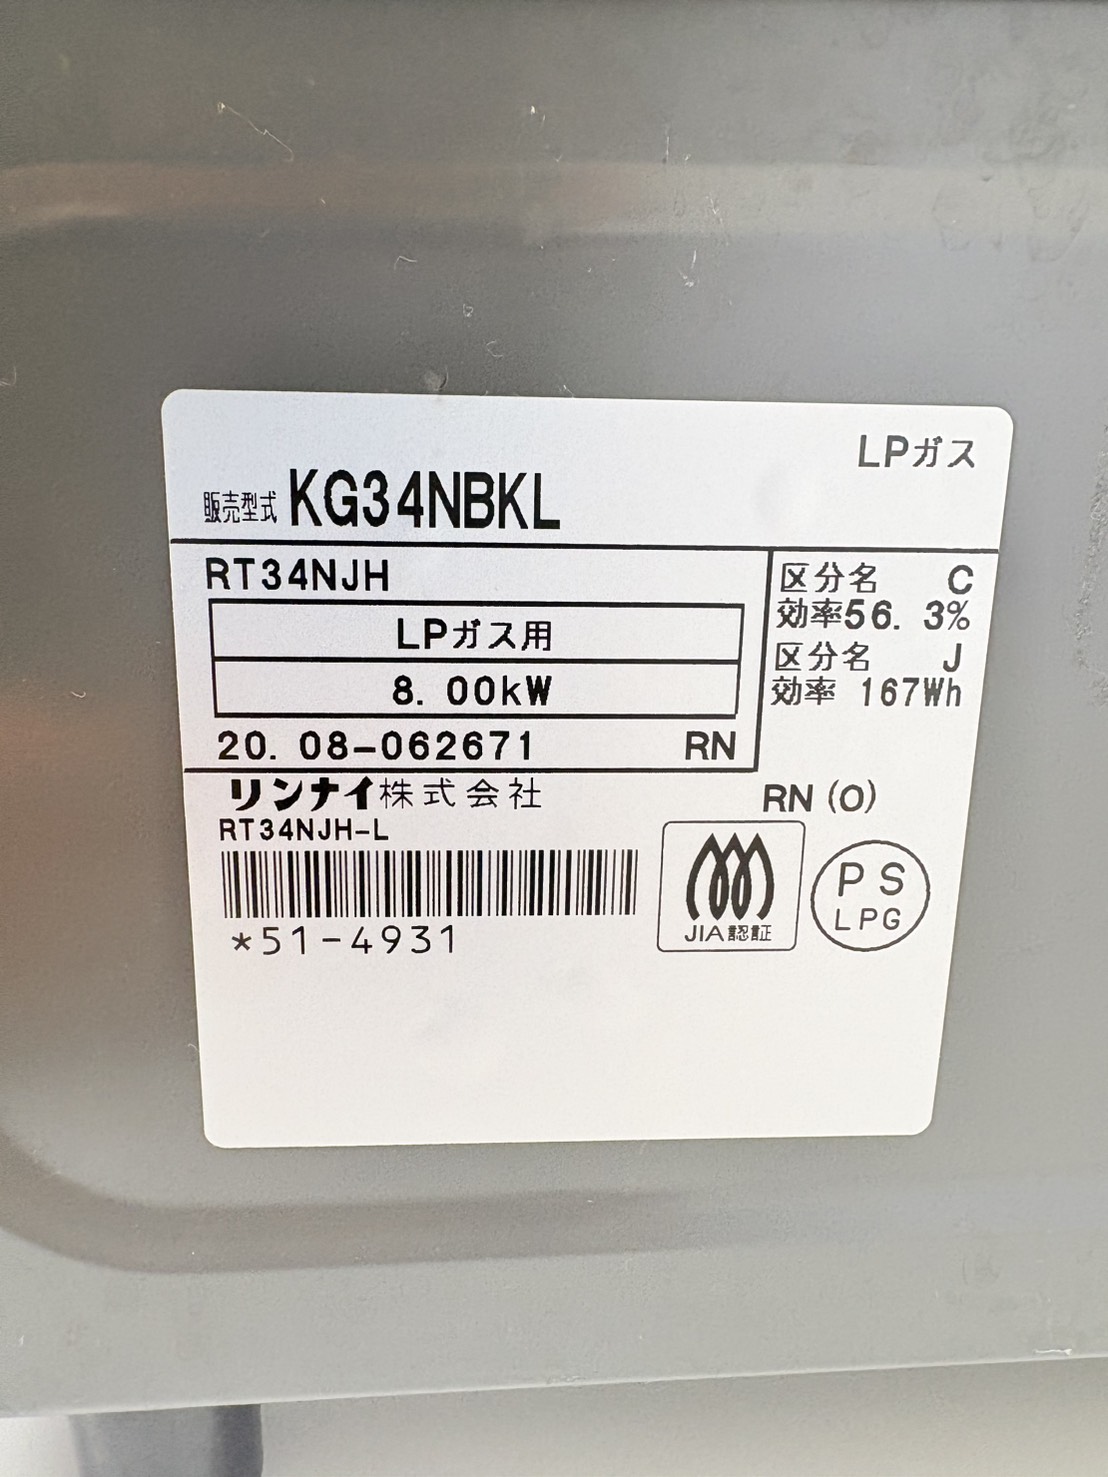 LPガス
販売型式 KG34NBKL
RT34NJH
LPガス用
8.00kW
20.08-062671 RN
区分名 C
効率56.3%
区分名 J
効率 167Wh
リンナイ株式会社
RN(O)
RT34NJH-L
*51-4931
JIA認証
PS
LPG